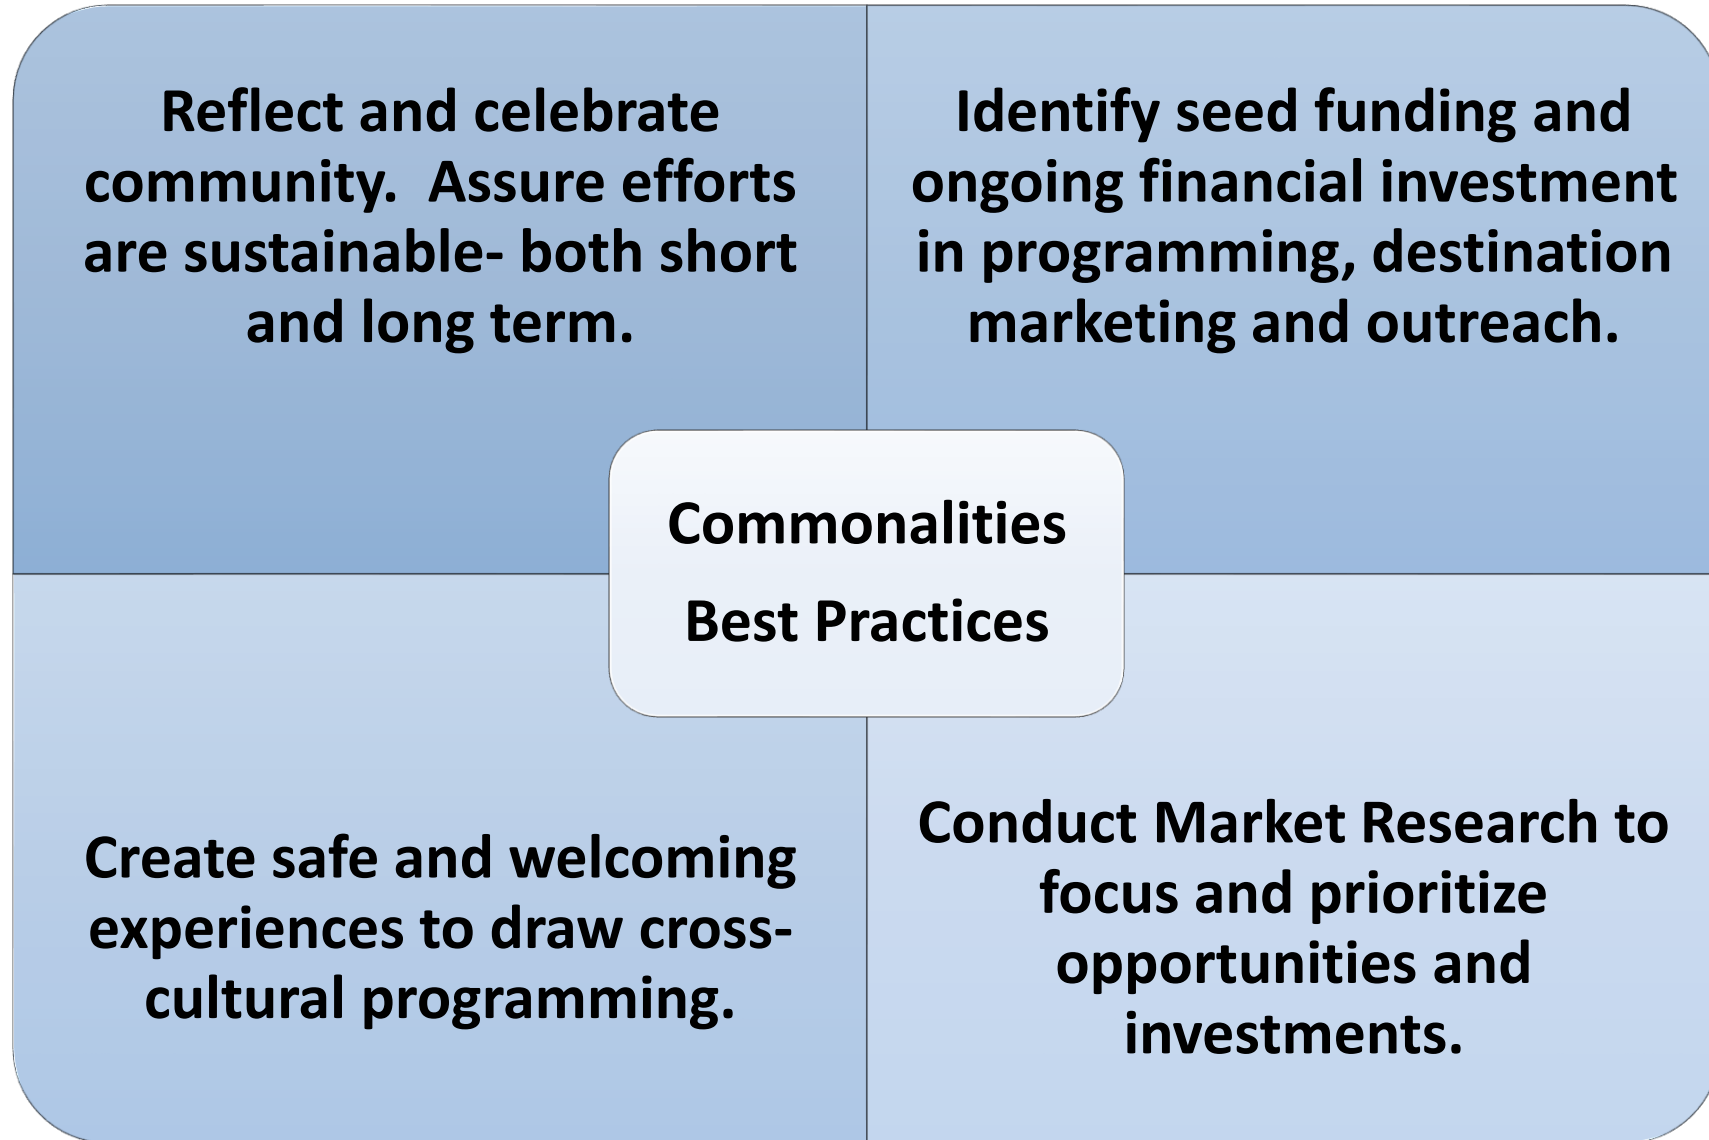 Reflect and celebrate
community.  Assure efforts
are sustainable- both short
and long term.
Identify seed funding and
ongoing financial investment
in programming, destination
marketing and outreach.
Commonalities
Best Practices
Create safe and welcoming
experiences to draw cross-
cultural programming.
Conduct Market Research to
focus and prioritize
opportunities and
investments.